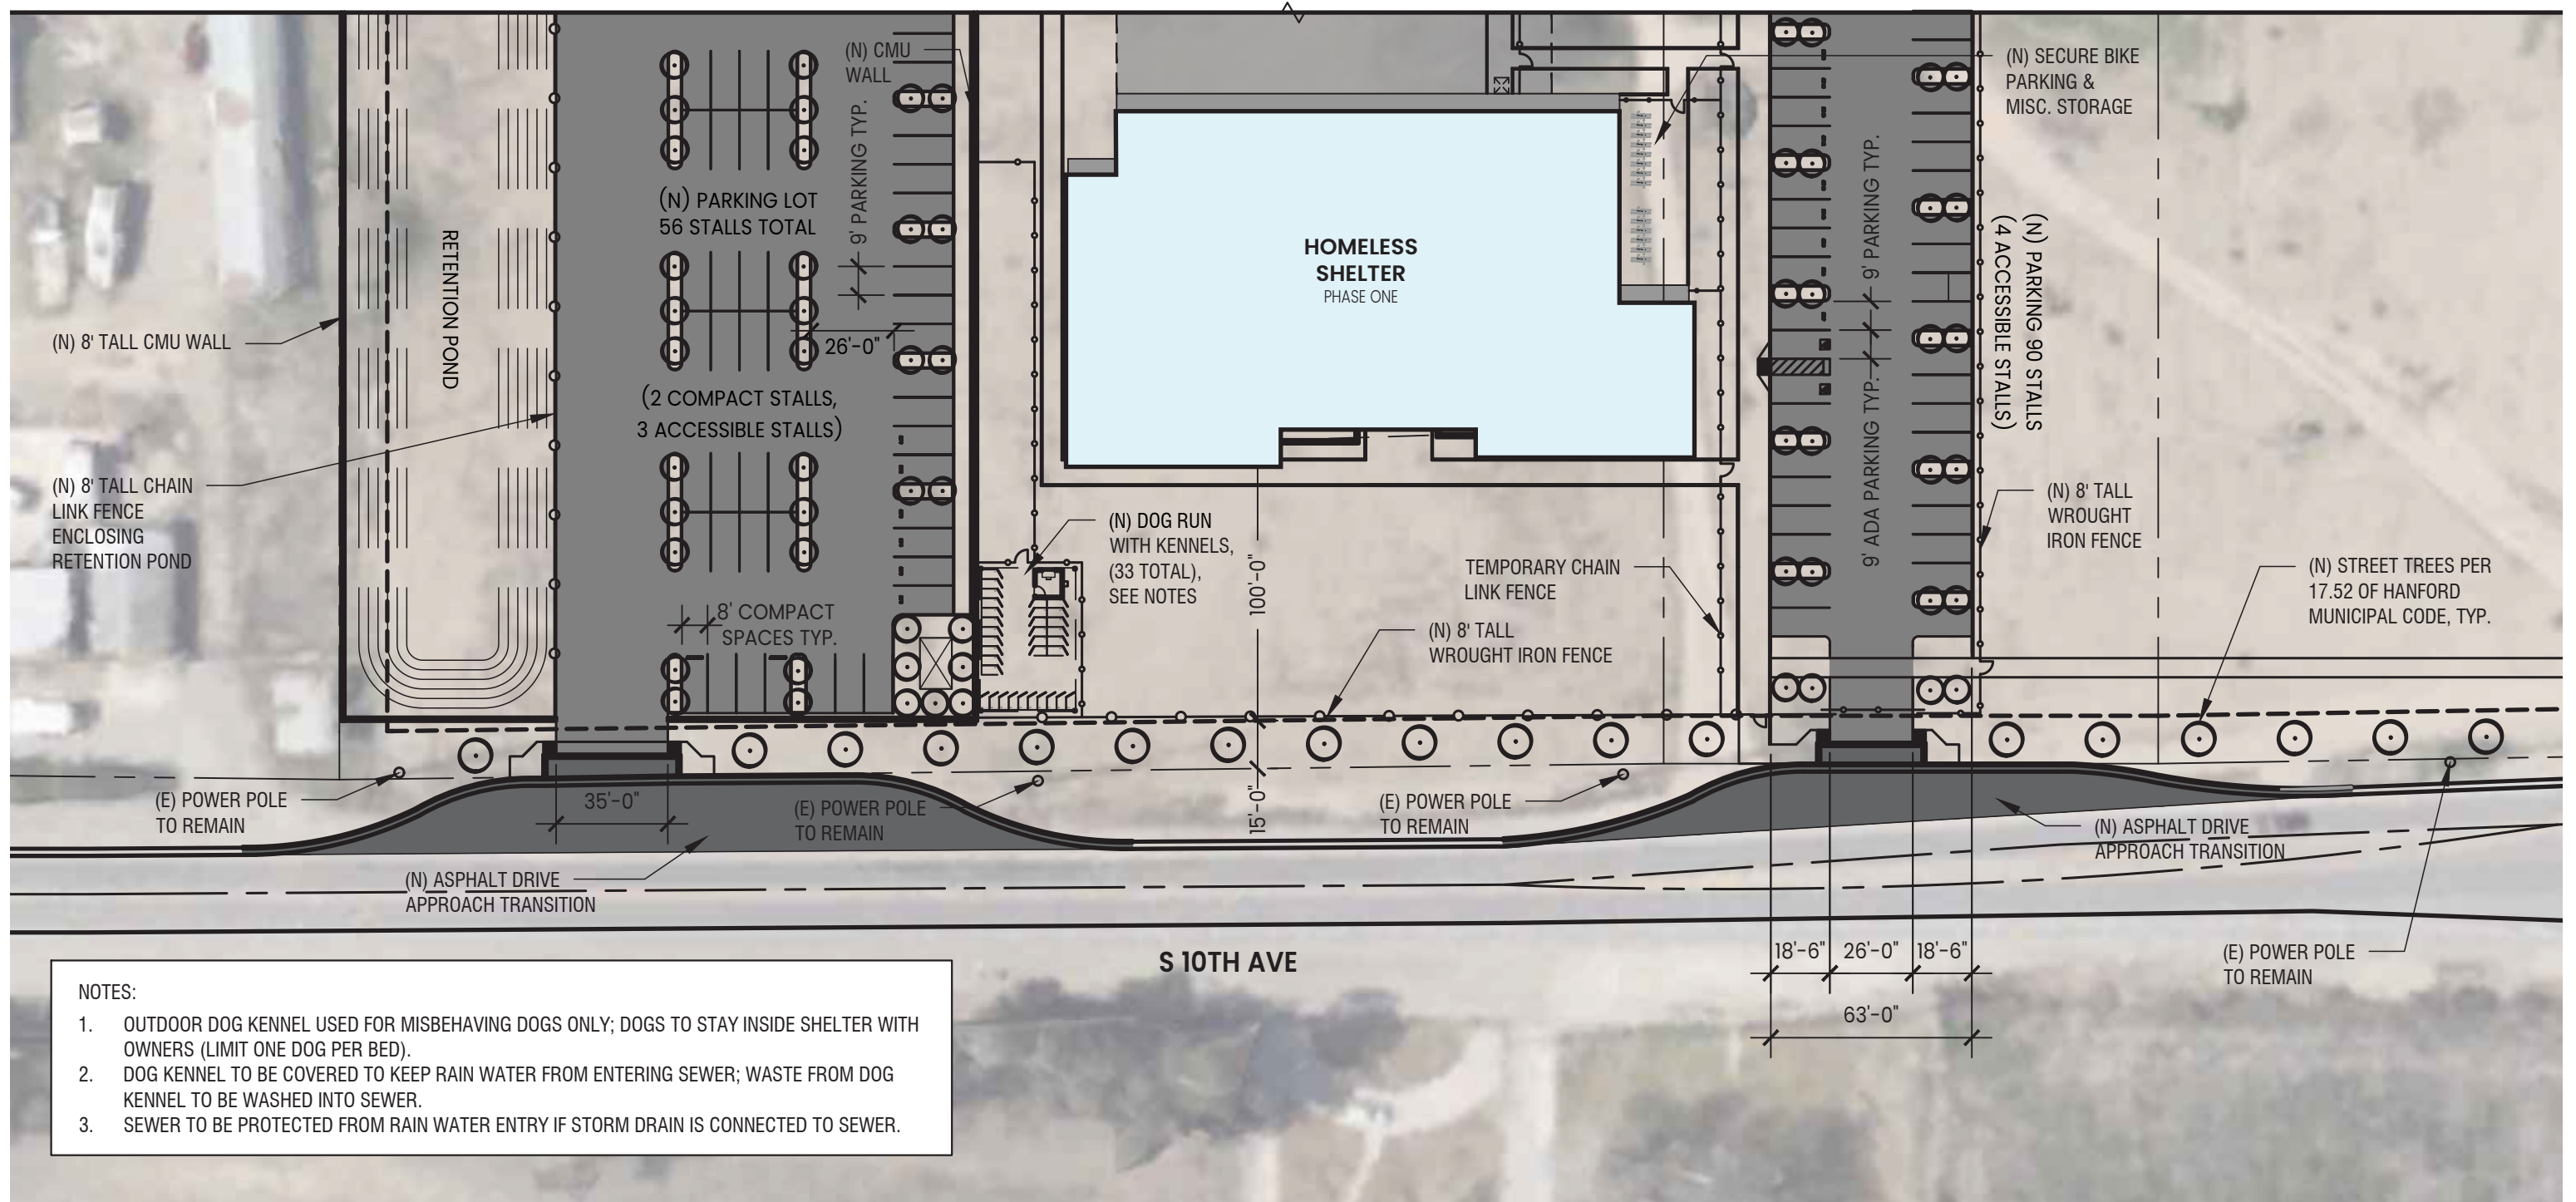 (N) CMU
WALL
9' PARKING TYP.
(N) PARKING LOT
56 STALLS TOTAL
RETENTION POND
(N) 8' TALL CMU WALL
26'-0"
(2 COMPACT STALLS,
3 ACCESSIBLE STALLS)
(N) 8' TALL CHAIN
LINK FENCE
ENCLOSING
RETENTION POND
8' COMPACT
SPACES TYP.
HOMELESS
SHELTER
PHASE ONE
(N) SECURE BIKE
PARKING &
MISC. STORAGE
9' PARKING TYP.
(N) PARKING 90 STALLS
(4 ACCESSIBLE STALLS)
9' ADA PARKING TYP.
(N) 8' TALL
WROUGHT
IRON FENCE
(N) DOG RUN
WITH KENNELS,
(33 TOTAL),
SEE NOTES
100'-0"
TEMPORARY CHAIN
LINK FENCE
(N) 8' TALL
WROUGHT IRON FENCE
(N) STREET TREES PER
17.52 OF HANFORD
MUNICIPAL CODE, TYP.
(E) POWER POLE
TO REMAIN
35'-0"
(E) POWER POLE
TO REMAIN
15'-0"
(E) POWER POLE
TO REMAIN
(N) ASPHALT DRIVE
APPROACH TRANSITION
(N) ASPHALT DRIVE
APPROACH TRANSITION
S 10TH AVE
18'-6"
26'-0"
18'-6"
63'-0"
(E) POWER POLE
TO REMAIN
NOTES:
1. OUTDOOR DOG KENNEL USED FOR MISBEHAVING DOGS ONLY; DOGS TO STAY INSIDE SHELTER WITH
OWNERS (LIMIT ONE DOG PER BED).
2. DOG KENNEL TO BE COVERED TO KEEP RAIN WATER FROM ENTERING SEWER; WASTE FROM DOG
KENNEL TO BE WASHED INTO SEWER.
3. SEWER TO BE PROTECTED FROM RAIN WATER ENTRY IF STORM DRAIN IS CONNECTED TO SEWER.